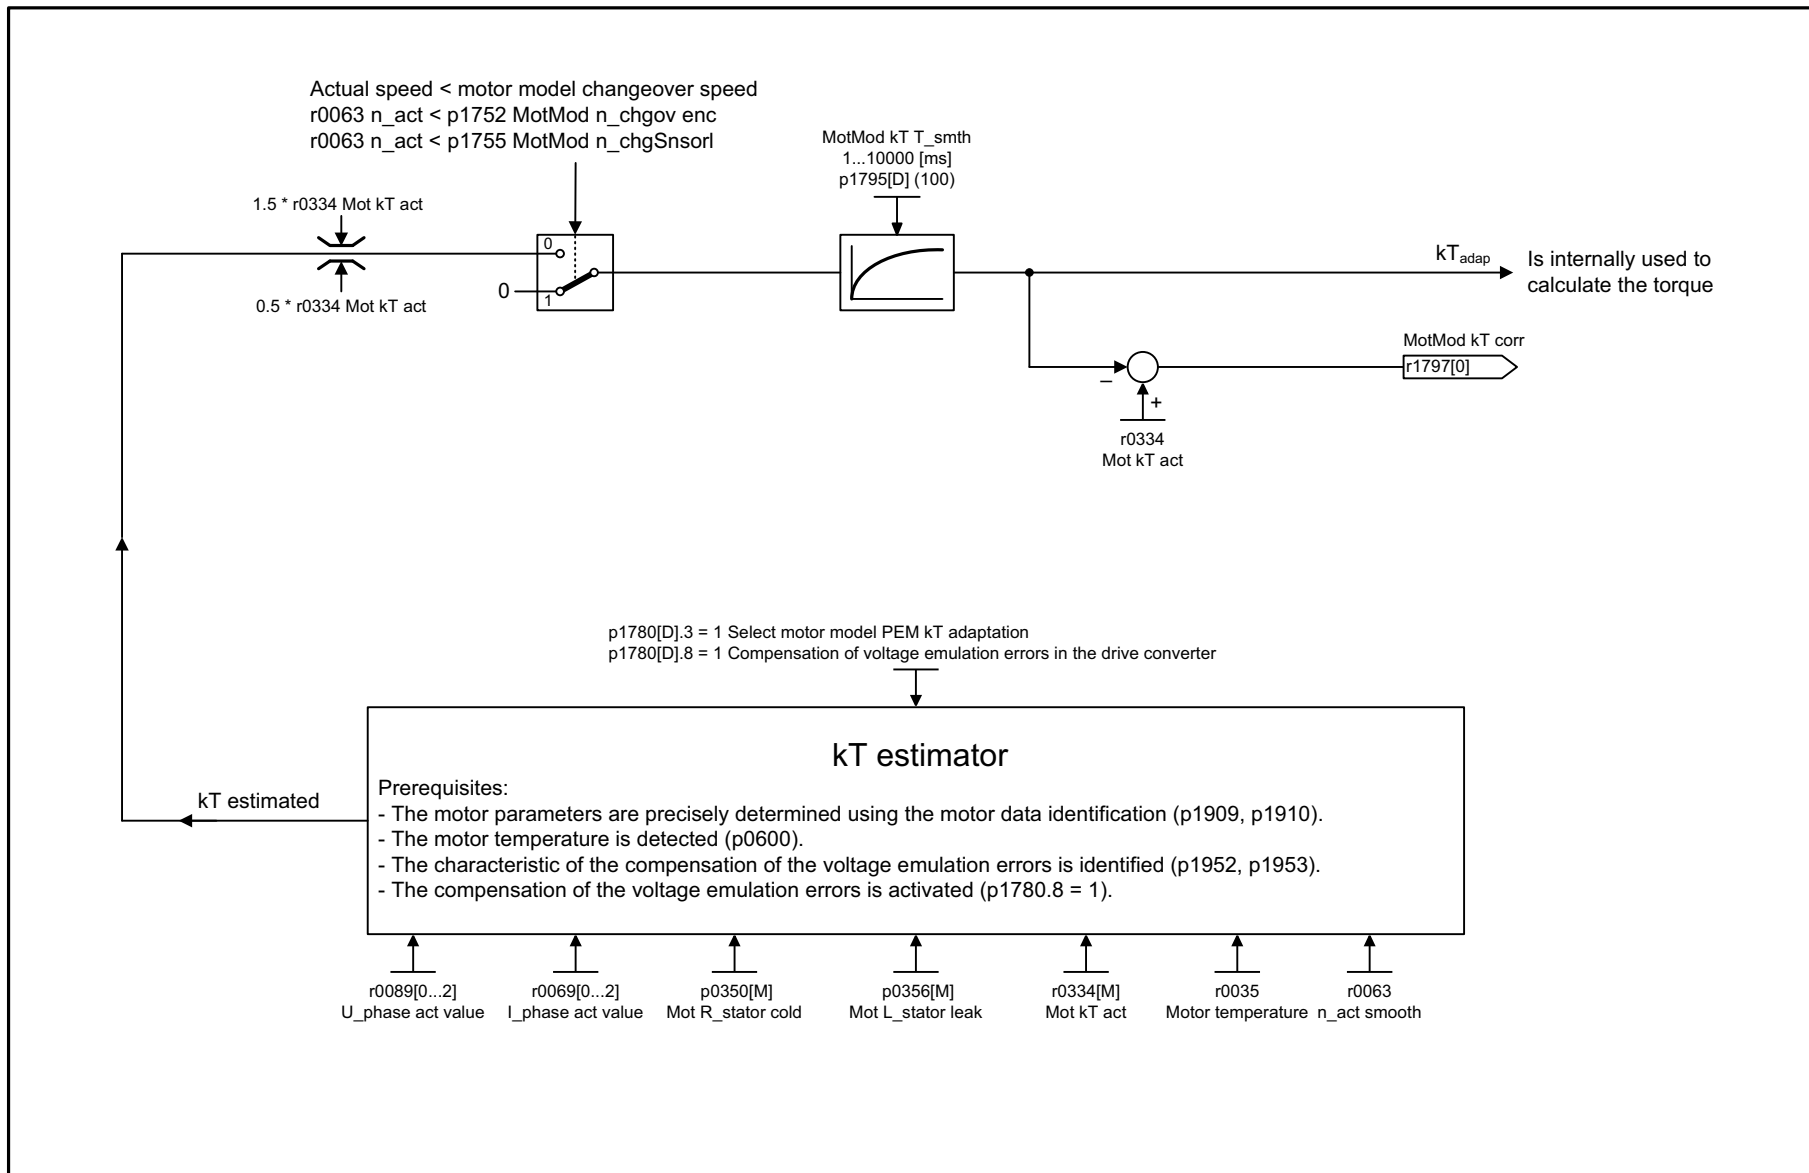 Actual speed < motor model changeover speed
r0063 n_act < p1752 MotMod n_chgov enc
r0063 n_act < p1755 MotMod n_chgSnsorl
MotMod kT T_smth
1...10000 [ms]
p1795[D] (100)
1.5 * r0334 Mot kT act
0.5 * r0334 Mot kT act
0
0
1
kTadap
Is internally used to
calculate the torque
MotMod kT corr
r1797[0]
–
+
r0334
Mot kT act
p1780[D].3 = 1 Select motor model PEM kT adaptation
p1780[D].8 = 1 Compensation of voltage emulation errors in the drive converter
kT estimator
kT estimated
Prerequisites:
- The motor parameters are precisely determined using the motor data identification (p1909, p1910).
- The motor temperature is detected (p0600).
- The characteristic of the compensation of the voltage emulation errors is identified (p1952, p1953).
- The compensation of the voltage emulation errors is activated (p1780.8 = 1).
r0089[0...2]
U_phase act value
r0069[0...2]
I_phase act value
p0350[M]
Mot R_stator cold
p0356[M]
Mot L_stator leak
r0334[M]
Mot kT act
r0035
Motor temperature
r0063
n_act smooth